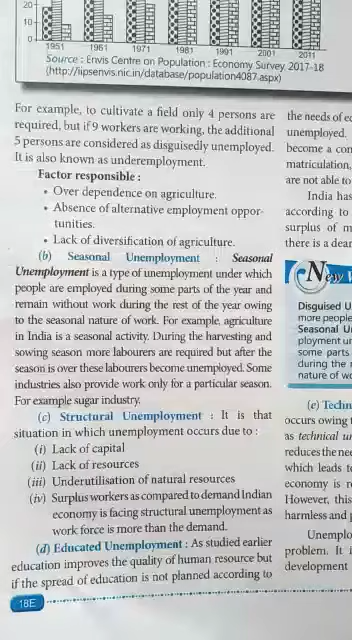 20
10
0
1951 1961 1971 1981 1991 2001 2011
Source : Envis Centre on Population : Economy Survey 2017-18
(http://iipsenvis.nic.in/database/population4087.aspx)
For example, to cultivate a field only 4 persons are
required, but if 9 workers are working, the additional
5 persons are considered as disguisedly unemployed.
It is also known as underemployment.
Factor responsible :
• Over dependence on agriculture.
• Absence of alternative employment oppor-
tunities.
• Lack of diversification of agriculture.
(b) Seasonal Unemployment : Seasonal
Unemployment is a type of unemployment under which
people are employed during some parts of the year and
remain without work during the rest of the year owing
to the seasonal nature of work. For example, agriculture
in India is a seasonal activity. During the harvesting and
sowing season more labourers are required but after the
season is over these labourers become unemployed. Some
industries also provide work only for a particular season.
For example sugar industry.
(c) Structural Unemployment : It is that
situation in which unemployment occurs due to :
(i) Lack of capital
(ii) Lack of resources
(iii) Underutilisation of natural resources
(iv) Surplus workers as compared to demand Indian
economy is facing structural unemployment as
work force is more than the demand.
(d) Educated Unemployment : As studied earlier
education improves the quality of human resource but
if the spread of education is not planned according to
18E
the needs of
unemployed.
become a
matriculation,
are not able to
India has
according to
surplus of
there is a
New
Disguised
more people
Seasonal
ployment
some parts
during the
nature of
(e)
occurs owing
as technical
reduces the
which leads
economy is
However, this
harmless and
problem. It
development